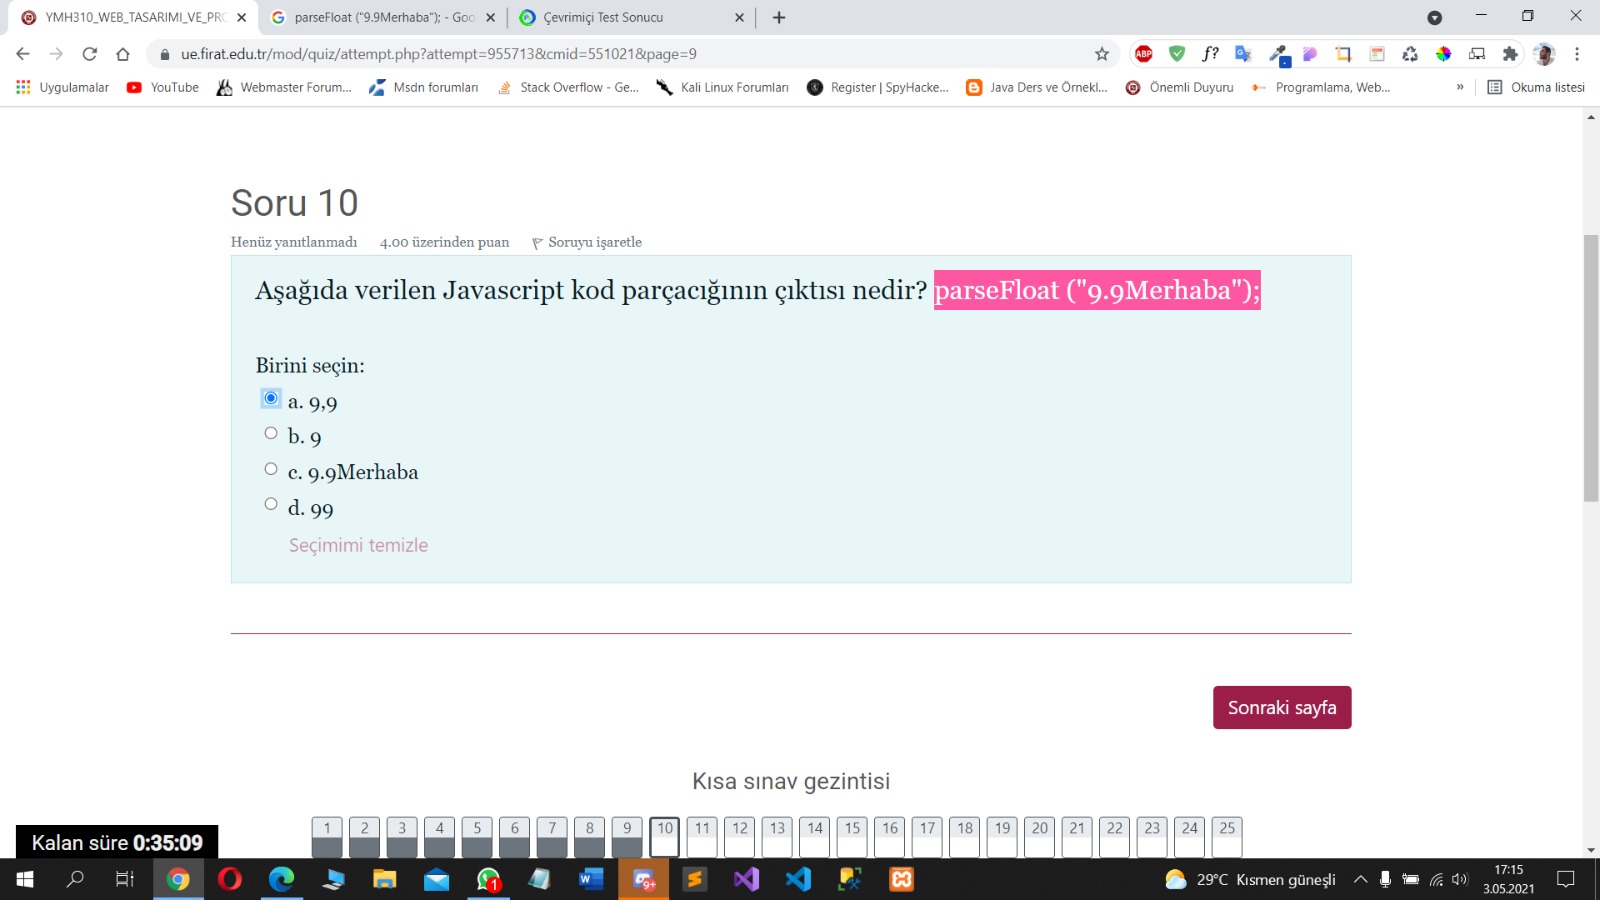 YMH310_WEB_TASARIMI_VE_PRO
parseFloat ("9.9Merhaba"); - Goo
Çevrimiçi Test Sonucu
ue.firat.edu.tr/mod/quiz/attempt.php?attempt=955713&cmid=551021&page=9
ABP
f?
Uygulamalar
YouTube
Webmaster Forum...
Msdn forumları
Stack Overflow - Ge...
Kali Linux Forumları
Register | SpyHacke...
Java Ders ve Örnekl...
Önemli Duyuru
Programlama, Web...
»
Okuma listesi
Soru 10
Henüz yanıtlanmadı
4.00 üzerinden puan
Soruyu işaretle
Aşağıda verilen Javascript kod parçacığının çıktısı nedir? parseFloat ("9.9Merhaba");
Birini seçin:
a. 9,9
b. 9
c. 9.9Merhaba
d. 99
Seçimimi temizle
Sonraki sayfa
Kısa sınav gezintisi
Kalan süre 0:35:09
1 2 3 4 5 6 7 8 9 10 11 12 13 14 15 16 17 18 19 20 21 22 23 24 25
1
9+
29°C Kısmen güneşli
17:15
3.05.2021